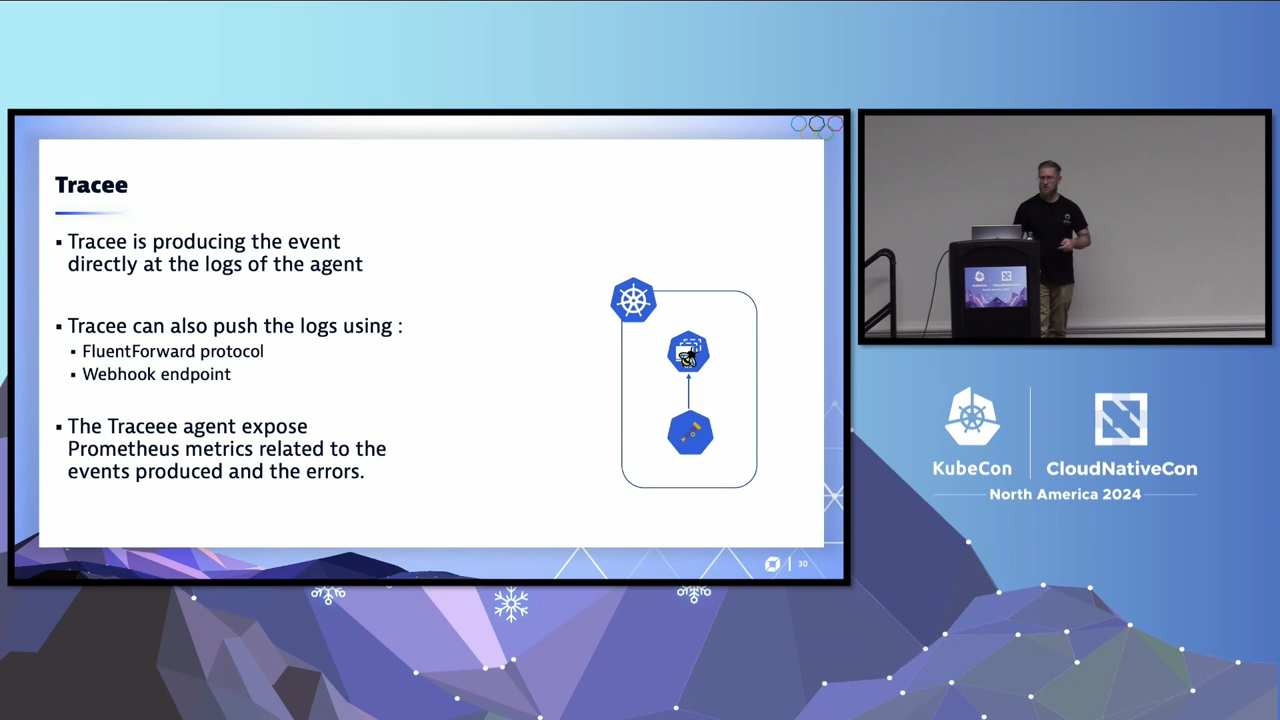 Tracee
▪ Tracee is producing the event
directly at the logs of the agent
▪ Tracee can also push the logs using :
▪ FluentForward protocol
▪ Webhook endpoint
▪ The Traceee agent expose
Prometheus metrics related to the
events produced and the errors.
30
KubeCon
CloudNativeCon
North America 2024